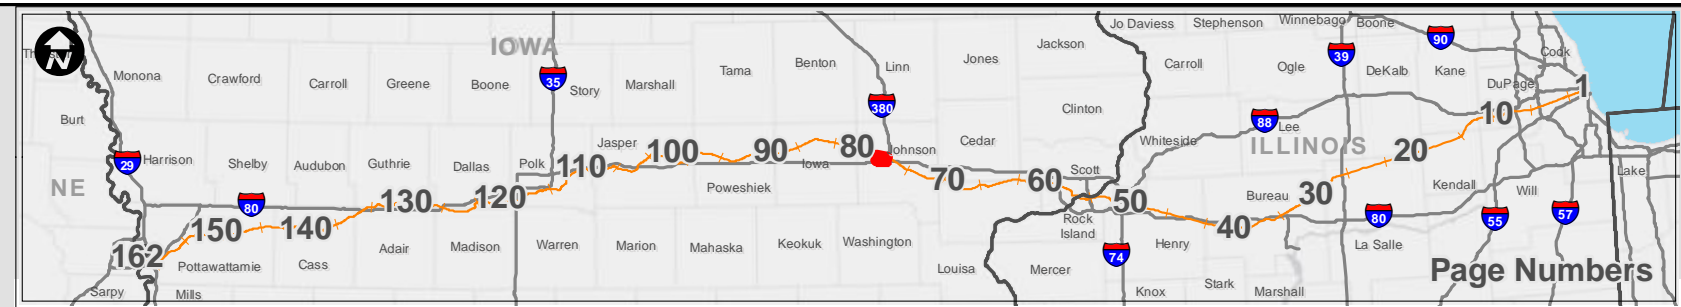 Jo Daviess Stephenson Winnebago Boone
IOWA Jackson 90 Cook
N 39
Monona Crawford Carroll Greene Boone 35 Story Marshall Tama Benton Linn Jones Carroll Ogle DeKalb Kane DuPage 1
380 Clinton 10
Burt 88 Lee
Whiteside ILLINOIS
29 Harrison Shelby Audubon Guthrie Dallas Polk 110 Jasper 100 90 80 Johnson Cedar 20
Iowa Scott Lake
NE 80 130 120 Poweshiek 70 60 50 Bureau 30 Kendall Will
162 150 140 Rock
Island 40 80 55 57
Pottawattamie Cass Adair Madison Warren Marion Mahaska Keokuk Washington Henry La Salle
74
Louisa Mercer Page Numbers
Sarpy Mills Knox Stark Marshall